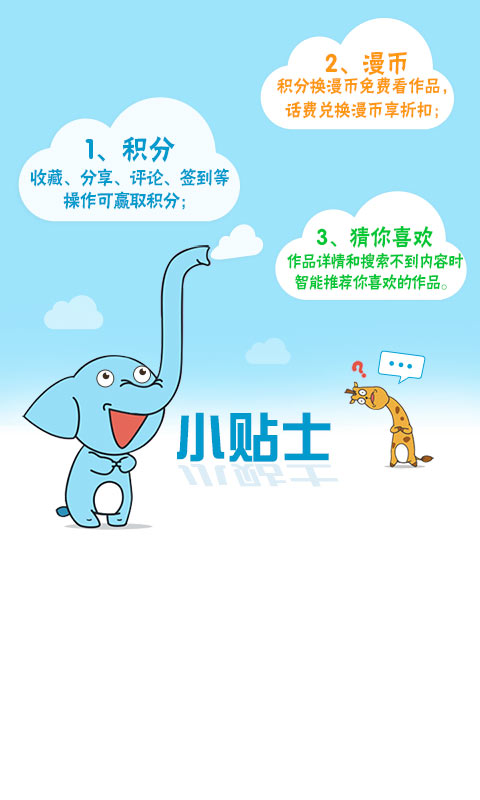 1、积分
收藏、分享、评论、签到等
操作可赢取积分；
2、漫币
积分换漫币免费看作品，
话费兑换漫币享折扣；
3、猜你喜欢
作品详情和搜索不到内容时
智能推荐你喜欢的作品。
?
小贴士